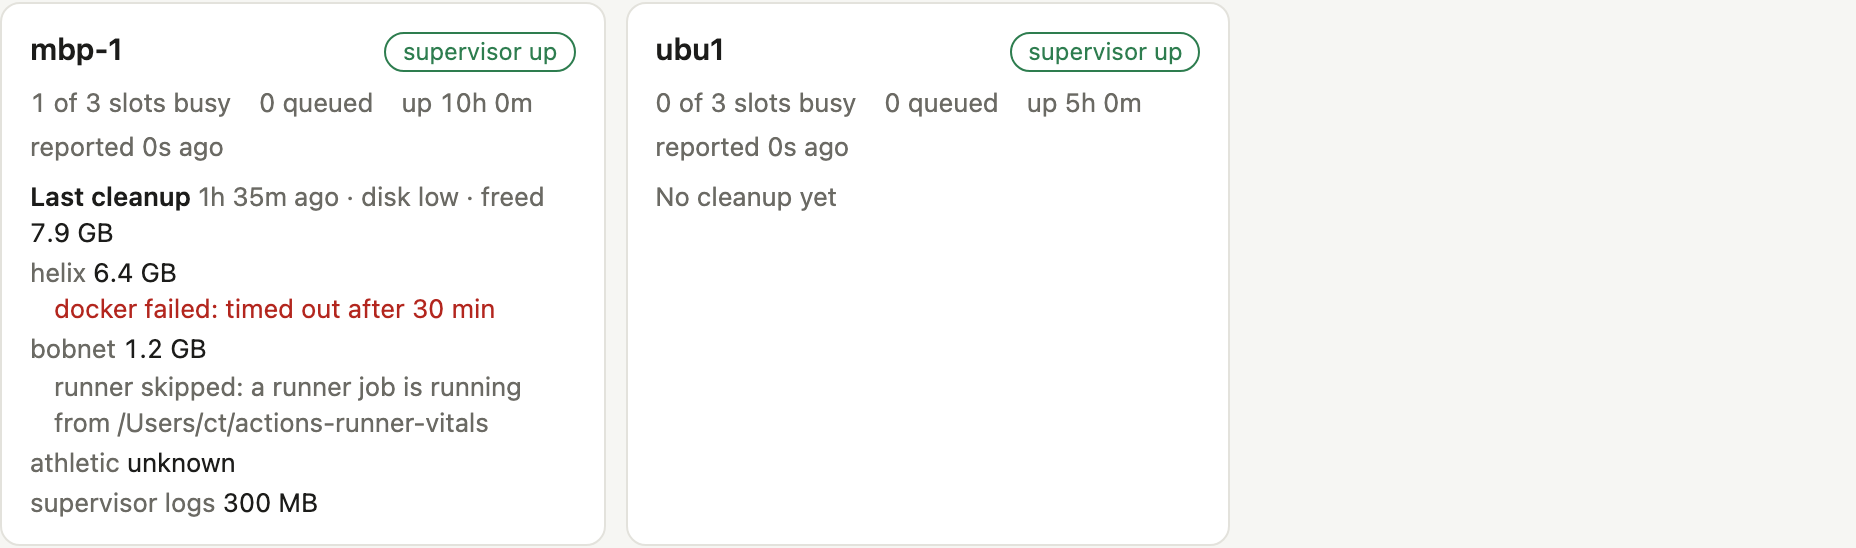 mbp-1
supervisor up
1 of 3 slots busy 0 queued up 10h 0m
reported 0s ago
Last cleanup 1h 35m ago · disk low · freed
7.9 GB
helix 6.4 GB
docker failed: timed out after 30 min
bobnet 1.2 GB
runner skipped: a runner job is running
from /Users/ct/actions-runner-vitals
athletic unknown
supervisor logs 300 MB
ubu1
supervisor up
0 of 3 slots busy 0 queued up 5h 0m
reported 0s ago
No cleanup yet